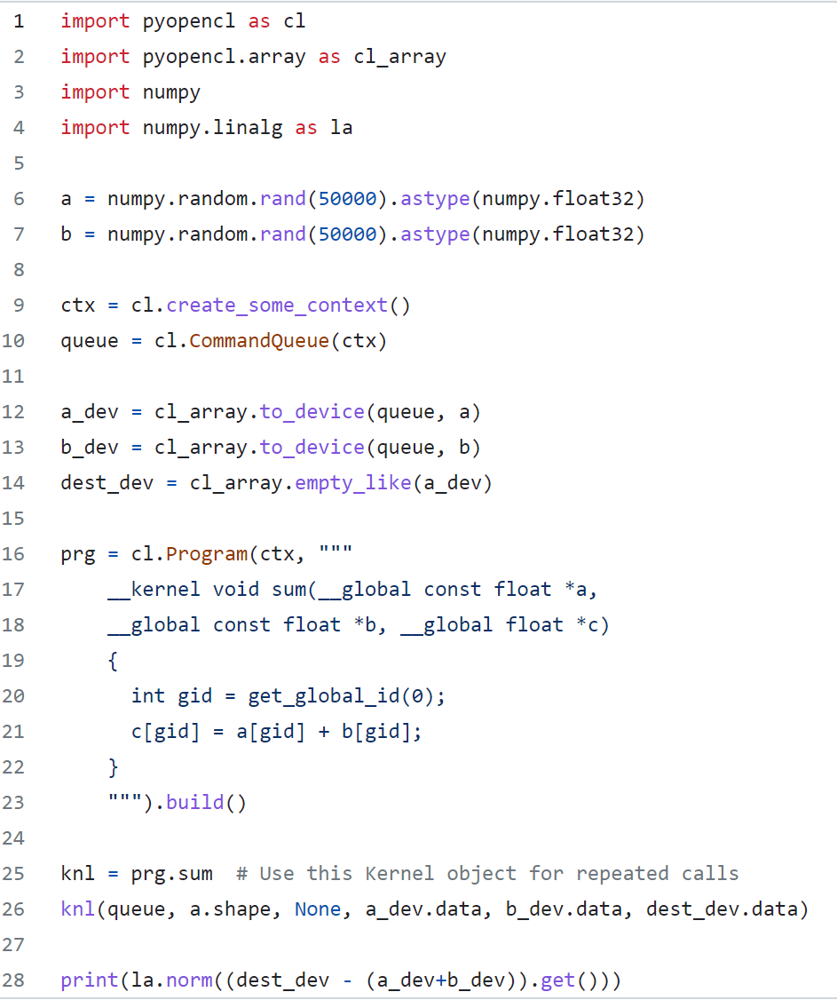 1 import pyopencl as cl
2 import pyopencl.array as cl_array
3 import numpy
4 import numpy.linalg as la
5
6 a = numpy.random.rand(50000).astype(numpy.float32)
7 b = numpy.random.rand(50000).astype(numpy.float32)
8
9 ctx = cl.create_some_context()
10 queue = cl.CommandQueue(ctx)
11
12 a_dev = cl_array.to_device(queue, a)
13 b_dev = cl_array.to_device(queue, b)
14 dest_dev = cl_array.empty_like(a_dev)
15
16 prg = cl.Program(ctx, """
17     __kernel void sum(__global const float *a,
18     __global const float *b, __global float *c)
19     {
20       int gid = get_global_id(0);
21       c[gid] = a[gid] + b[gid];
22     }
23     """).build()
24
25 knl = prg.sum  # Use this Kernel object for repeated calls
26 knl(queue, a.shape, None, a_dev.data, b_dev.data, dest_dev.data)
27
28 print(la.norm((dest_dev - (a_dev+b_dev)).get()))